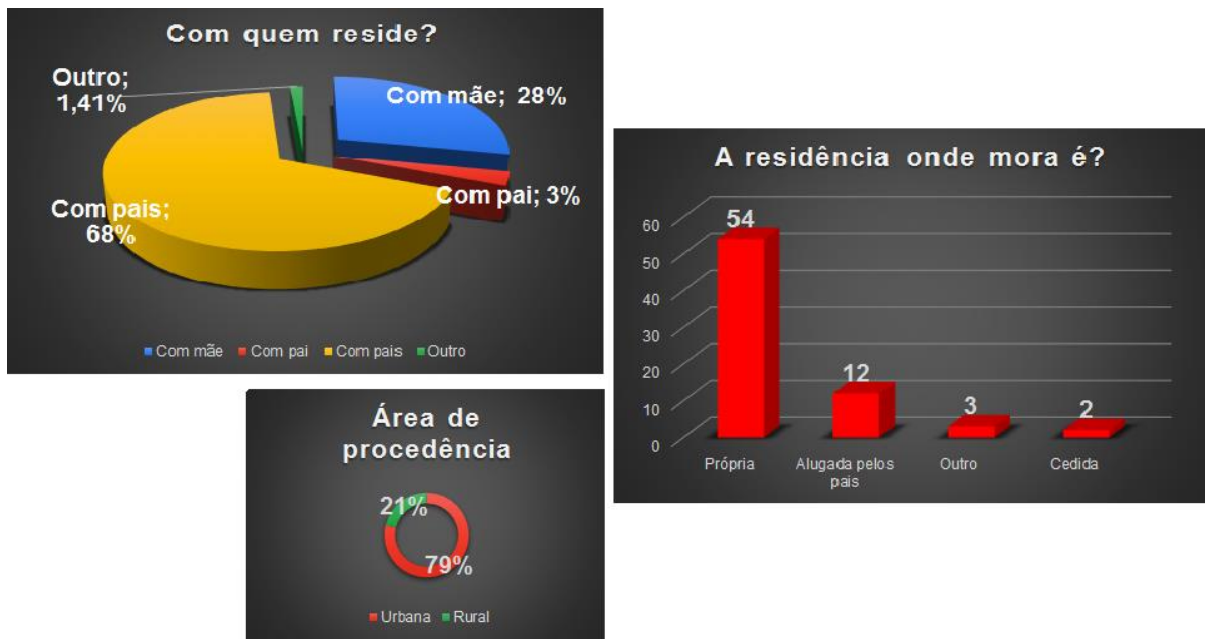 Com quem reside?
Outro;
1,41%
Com mãe; 28%
Com pai; 3%
Com pais;
68%
Com mãe Com pai Com pais Outro
A residência onde mora é?
60
50
40
30
20
10
0
54
12
3
2
Própria
Alugada pelos
pais
Outro
Cedida
Área de
procedência
21%
79%
Urbana Rural